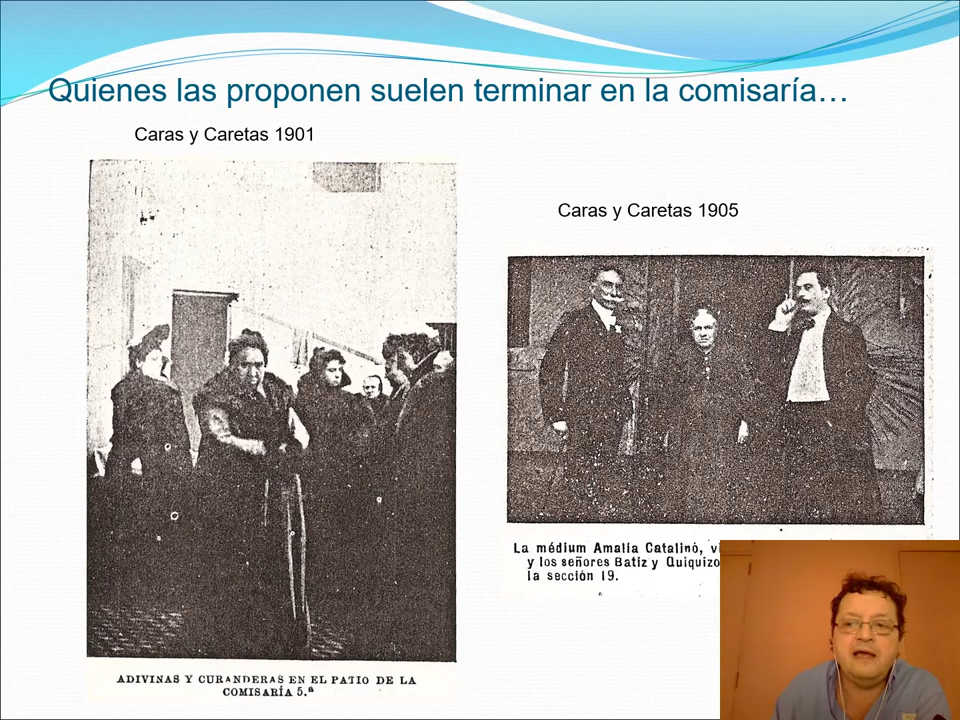 Quienes las proponen suelen terminar en la comisaría…
Caras y Caretas 1901
Caras y Caretas 1905
La médium Amalia Catalinó,
y los señores Batiz y Quiquizo
la sección 19.
ADIVINAS Y CURANDERAS EN EL PATIO DE LA
COMISARÍA 5.ª